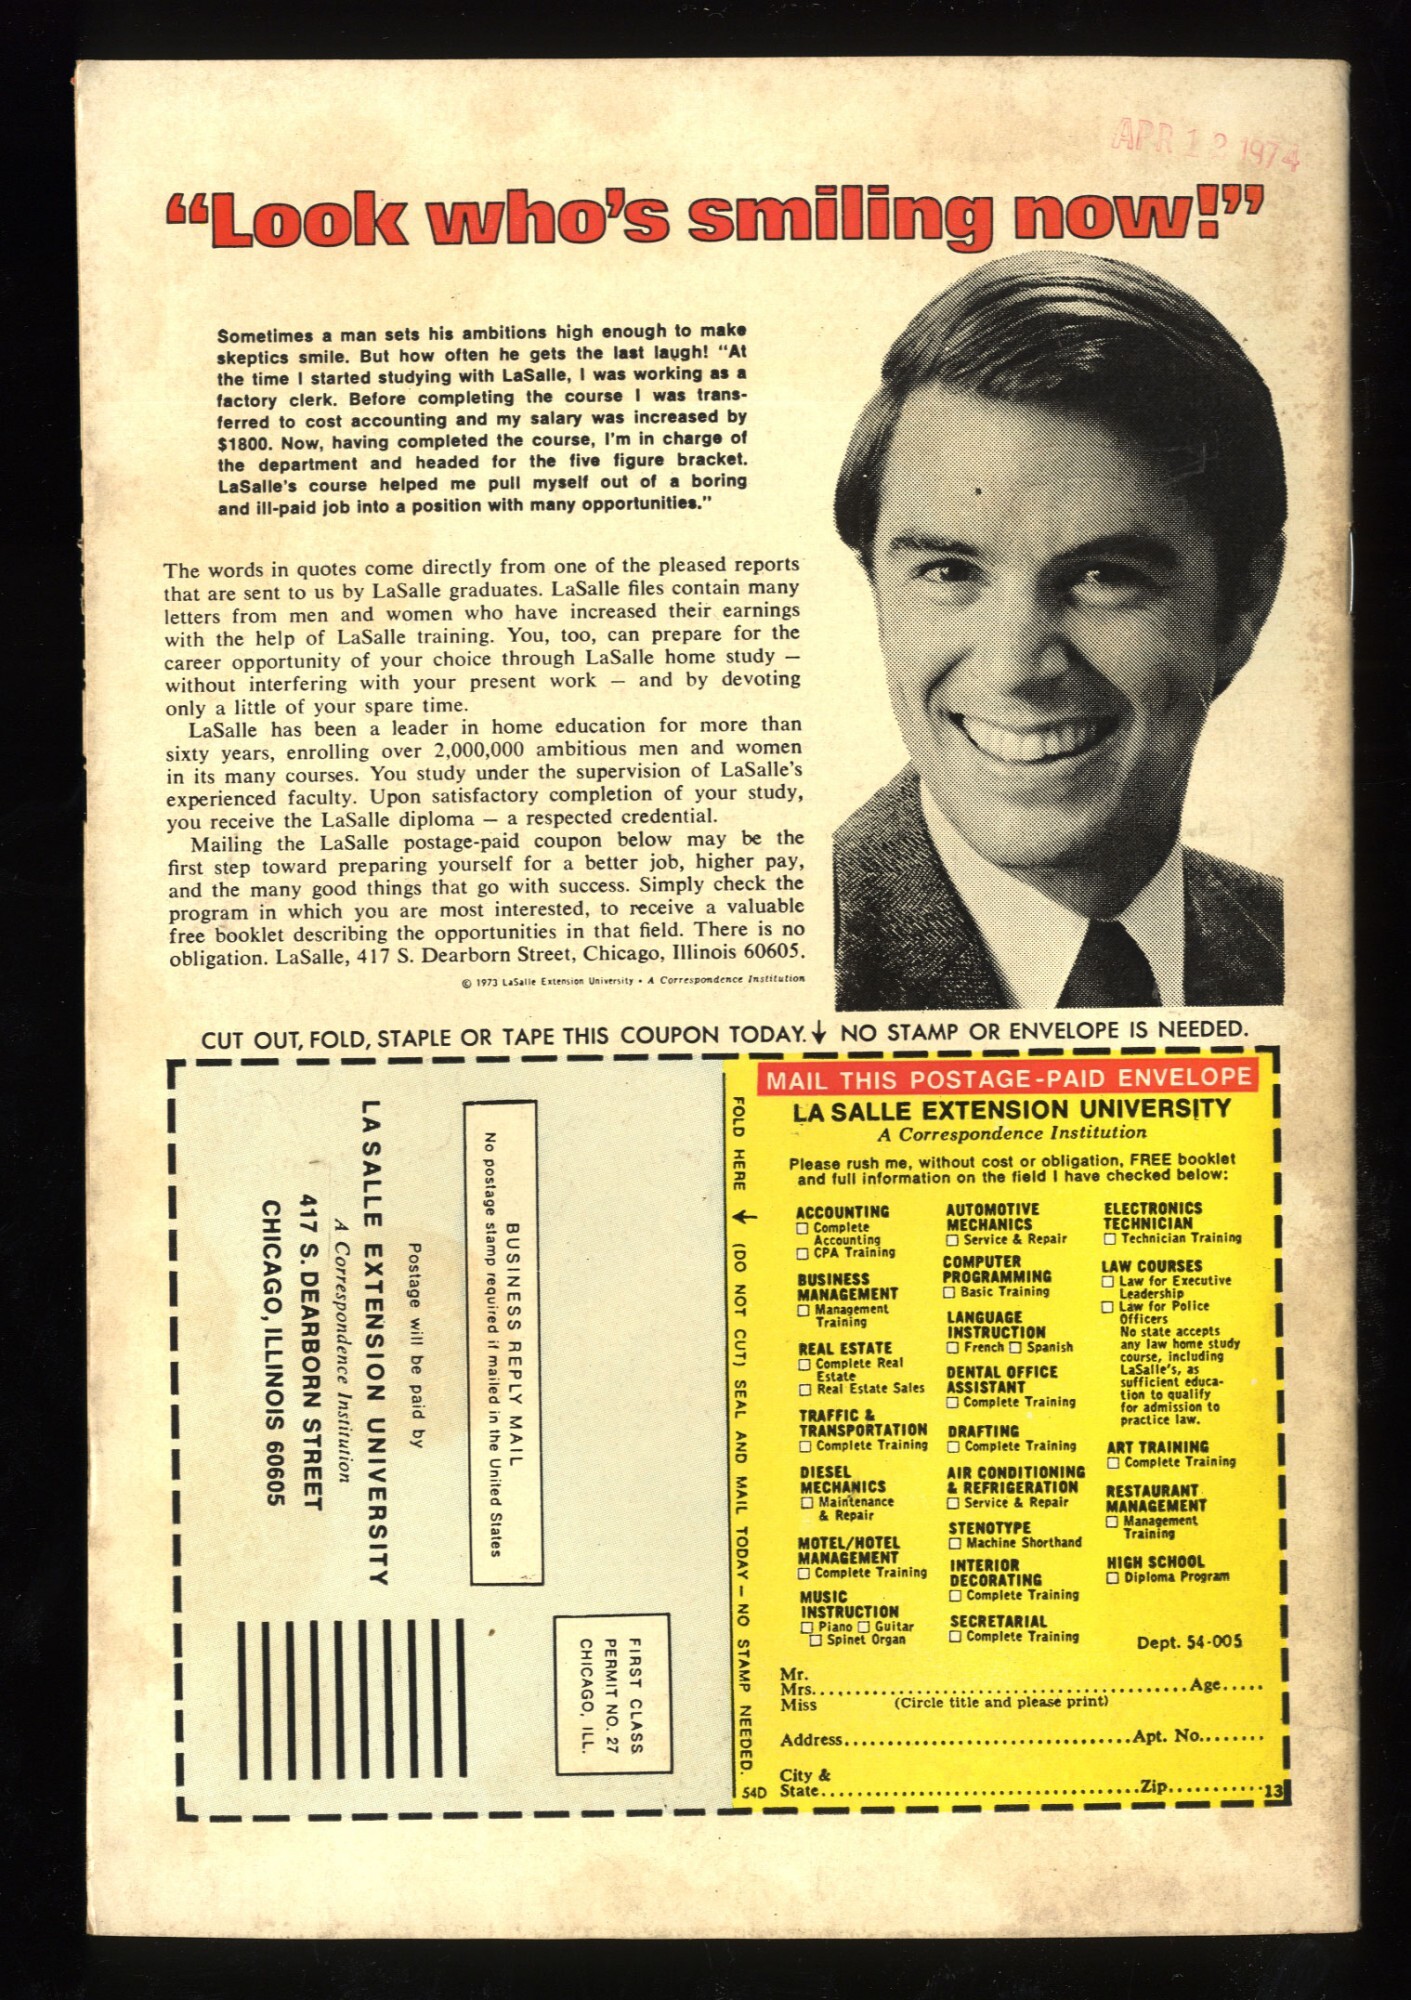 APR 12 1974
“Look who's smiling now!”
Sometimes a man sets his ambitions high enough to make
skeptics smile. But how often he gets the last laugh! “At
the time I started studying with LaSalle, I was working as a
factory clerk. Before completing the course I was trans-
ferred to cost accounting and my salary was increased by
$1800. Now, having completed the course, I'm in charge of
the department and headed for the five figure bracket.
LaSalle's course helped me pull myself out of a boring
and ill-paid job into a position with many opportunities.”
The words in quotes come directly from one of the pleased reports
that are sent to us by LaSalle graduates. LaSalle files contain many
letters from men and women who have increased their earnings
with the help of LaSalle training. You, too, can prepare for the
career opportunity of your choice through LaSalle home study —
without interfering with your present work — and by devoting
only a little of your spare time.
LaSalle has been a leader in home education for more than
sixty years, enrolling over 2,000,000 ambitious men and women
in its many courses. You study under the supervision of LaSalle's
experienced faculty. Upon satisfactory completion of your study,
you receive the LaSalle diploma — a respected credential.
Mailing the LaSalle postage-paid coupon below may be the
first step toward preparing yourself for a better job, higher pay,
and the many good things that go with success. Simply check the
program in which you are most interested, to receive a valuable
free booklet describing the opportunities in that field. There is no
obligation. LaSalle, 417 S. Dearborn Street, Chicago, Illinois 60605.
© 1973 LaSalle Extension University • A Correspondence Institution
CUT OUT, FOLD, STAPLE OR TAPE THIS COUPON TODAY. ↓ NO STAMP OR ENVELOPE IS NEEDED.
FIRST CLASS
PERMIT NO. 27
CHICAGO, ILL.
BUSINESS REPLY MAIL
No postage stamp required if mailed in the United States
Postage will be paid by
LA SALLE EXTENSION UNIVERSITY
A Correspondence Institution
417 S. DEARBORN STREET
CHICAGO, ILLINOIS 60605
FOLD HERE ↓ (DO NOT CUT) SEAL AND MAIL TODAY — NO STAMP NEEDED.
MAIL THIS POSTAGE-PAID ENVELOPE
LA SALLE EXTENSION UNIVERSITY
A Correspondence Institution
Please rush me, without cost or obligation, FREE booklet
and full information on the field I have checked below:
ACCOUNTING
☐ Complete
Accounting
☐ CPA Training
BUSINESS
MANAGEMENT
☐ Management
Training
REAL ESTATE
☐ Complete Real
Estate
☐ Real Estate Sales
TRAFFIC &
TRANSPORTATION
☐ Complete Training
DIESEL
MECHANICS
☐ Maintenance
& Repair
MOTEL/HOTEL
MANAGEMENT
☐ Complete Training
MUSIC
INSTRUCTION
☐ Piano ☐ Guitar
☐ Spinet Organ
AUTOMOTIVE
MECHANICS
☐ Service & Repair
COMPUTER
PROGRAMMING
☐ Basic Training
LANGUAGE
INSTRUCTION
☐ French ☐ Spanish
DENTAL OFFICE
ASSISTANT
☐ Complete Training
DRAFTING
☐ Complete Training
AIR CONDITIONING
& REFRIGERATION
☐ Service & Repair
STENOTYPE
☐ Machine Shorthand
INTERIOR
DECORATING
☐ Complete Training
SECRETARIAL
☐ Complete Training
ELECTRONICS
TECHNICIAN
☐ Technician Training
LAW COURSES
☐ Law for Executive
Leadership
☐ Law for Police
Officers
No state accepts
any law home study
course, including
LaSalle's, as
sufficient educa-
tion to qualify
for admission to
practice law.
ART TRAINING
☐ Complete Training
RESTAURANT
MANAGEMENT
☐ Management
Training
HIGH SCHOOL
☐ Diploma Program
Dept. 54-005
Mr.
Mrs. Age
Miss (Circle title and please print)
Address Apt. No.
City &
54D State Zip 13